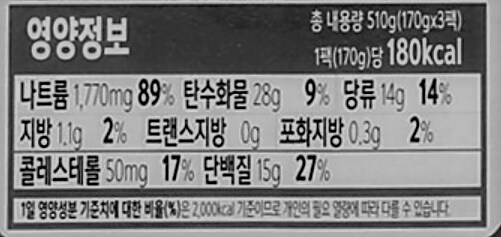 영양정보
총 내용량 510g(170gx3팩)
1팩(170g)당 180kcal
나트륨 1,770mg 89% 탄수화물 28g 9% 당류 14g 14%
지방 1.1g 2% 트랜스지방 0g 포화지방 0.3g 2%
콜레스테롤 50mg 17% 단백질 15g 27%
1일 영양성분 기준치에 대한 비율(%)은 2,000kcal 기준이므로 개인의 필요 열량에 따라 다를 수 있습니다.